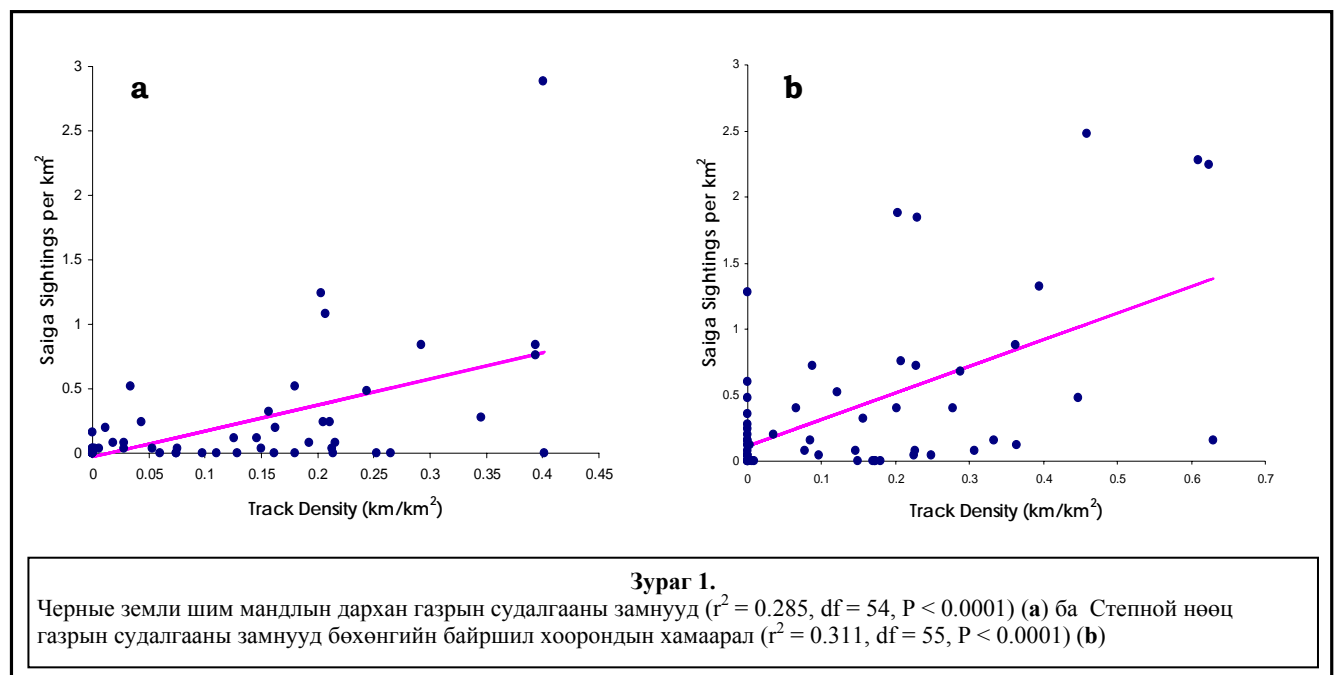 a
3
2.5
2
1.5
1
0.5
0
Saiga Sightings per km²
0 0.05 0.1 0.15 0.2 0.25 0.3 0.35 0.4 0.45
Track Density (km/km²)
b
3
2.5
2
1.5
1
0.5
0
Saiga Sightings per km²
0 0.1 0.2 0.3 0.4 0.5 0.6 0.7
Track Density (km/km²)
Зураг 1.
Черные земли шим мандлын дархан газрын судалгааны замнууд (r² = 0.285, df = 54, P < 0.0001) (a) ба Степной нөөц
газрын судалгааны замнууд бөхөнгийн байршил хоорондын хамаарал (r² = 0.311, df = 55, P < 0.0001) (b)